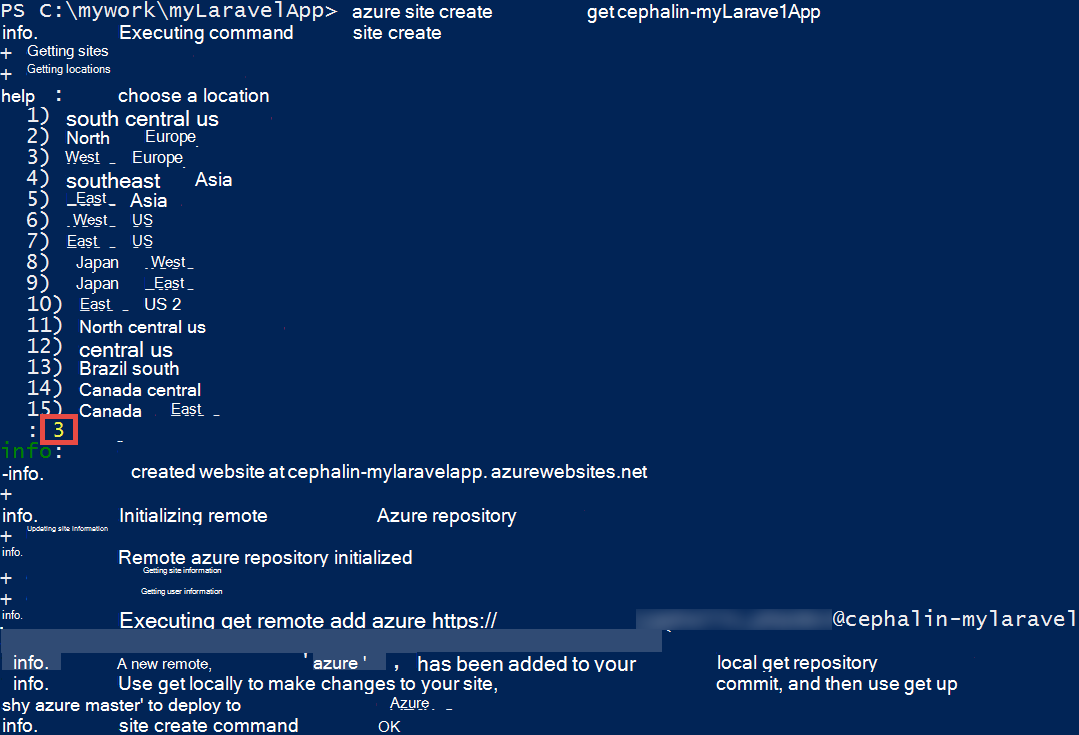 PS C:\mywork\myLaravelApp> azure site create get cephalin-myLarave1App
info. Executing command site create
+ Getting sites
+ Getting locations
help : choose a location
1) south central us
2) North Europe
3) West Europe
4) southeast Asia
5) East Asia
6) West US
7) East US
8) Japan West
9) Japan East
10) East US 2
11) North central us
12) central us
13) Brazil south
14) Canada central
15) Canada East
: 3
info:
-info. created website at cephalin-mylaravelapp. azurewebsites.net
+
info. Initializing remote Azure repository
+ Updating site information
info. Remote azure repository initialized
+ Getting site information
+ Getting user information
info. Executing get remote add azure https:// @cephalin-mylaravel
info. A new remote, 'azure ' , has been added to your local get repository
info. Use get locally to make changes to your site, commit, and then use get up
shy azure master' to deploy to Azure
info. site create command OK